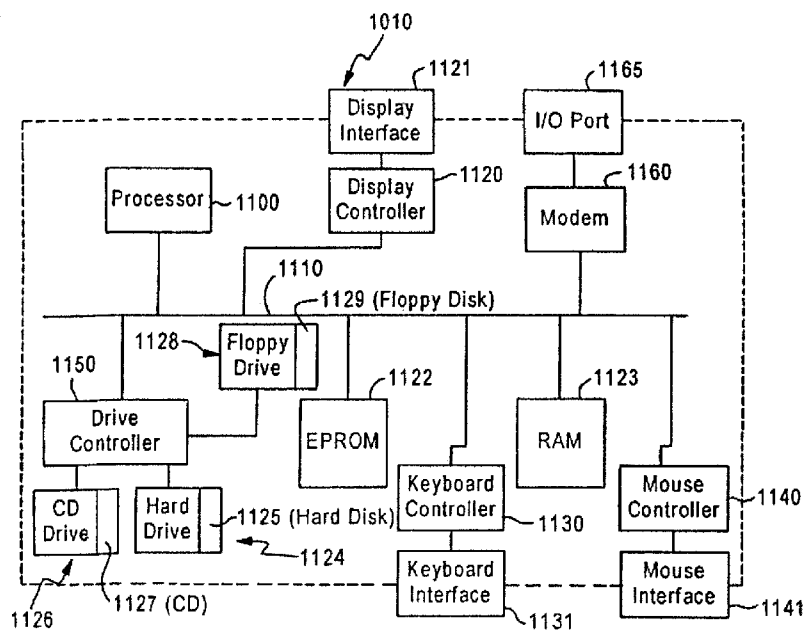 1010
1121
1165
Display
Interface
I/O Port
Processor
1100
Display
Controller
1120
1160
Modem
1110
1129 (Floppy Disk)
1128
Floppy
Drive
1150
1122
1123
Drive
Controller
EPROM
RAM
CD
Drive
Hard
Drive
1125 (Hard Disk)
Keyboard
Controller
1130
Mouse
Controller
1140
1124
1126
1127 (CD)
Keyboard
Interface
1131
Mouse
Interface
1141